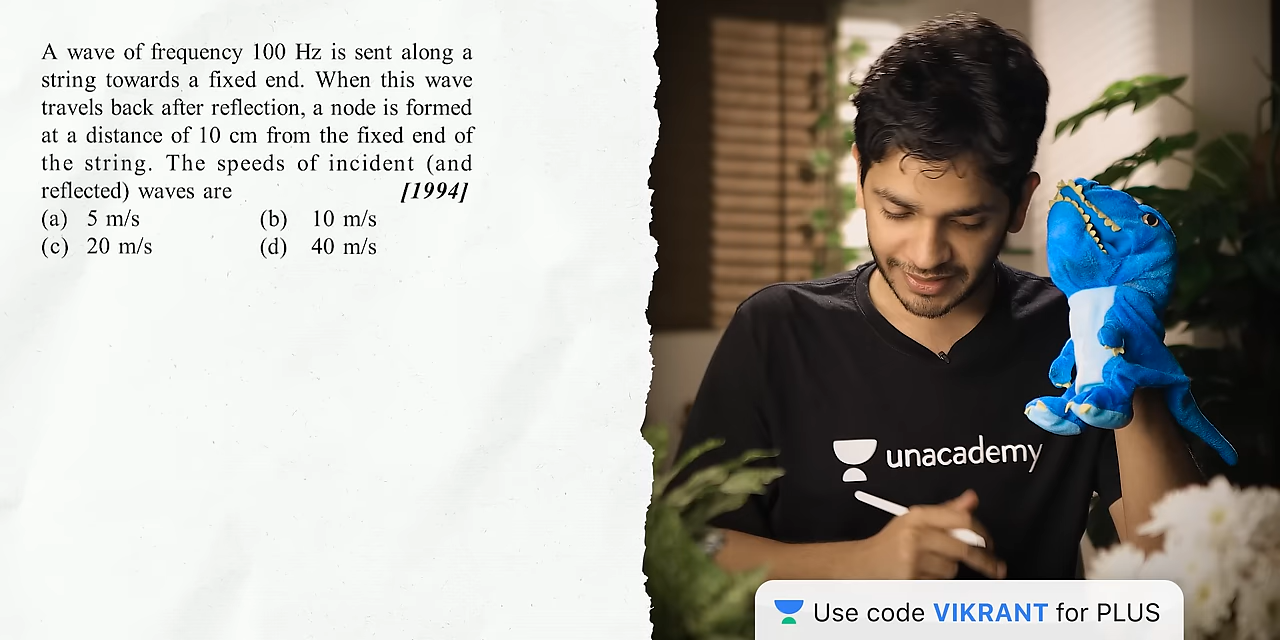 A wave of frequency 100 Hz is sent along a
string towards a fixed end. When this wave
travels back after reflection, a node is formed
at a distance of 10 cm from the fixed end of
the string. The speeds of incident (and
reflected) waves are [1994]
(a) 5 m/s (b) 10 m/s
(c) 20 m/s (d) 40 m/s
unacademy
Use code VIKRANT for PLUS